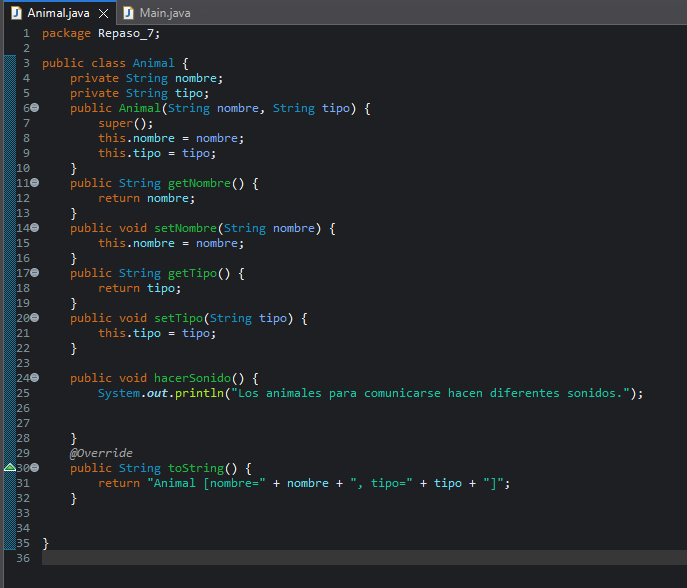 Animal.java Main.java
1 package Repaso_7;
2
3 public class Animal {
4     private String nombre;
5     private String tipo;
6     public Animal(String nombre, String tipo) {
7         super();
8         this.nombre = nombre;
9         this.tipo = tipo;
10     }
11     public String getNombre() {
12         return nombre;
13     }
14     public void setNombre(String nombre) {
15         this.nombre = nombre;
16     }
17     public String getTipo() {
18         return tipo;
19     }
20     public void setTipo(String tipo) {
21         this.tipo = tipo;
22     }
23
24     public void hacerSonido() {
25         System.out.println("Los animales para comunicarse hacen diferentes sonidos.");
26
27
28     }
29     @Override
30     public String toString() {
31         return "Animal [nombre=" + nombre + ", tipo=" + tipo + "]";
32     }
33
34
35 }
36